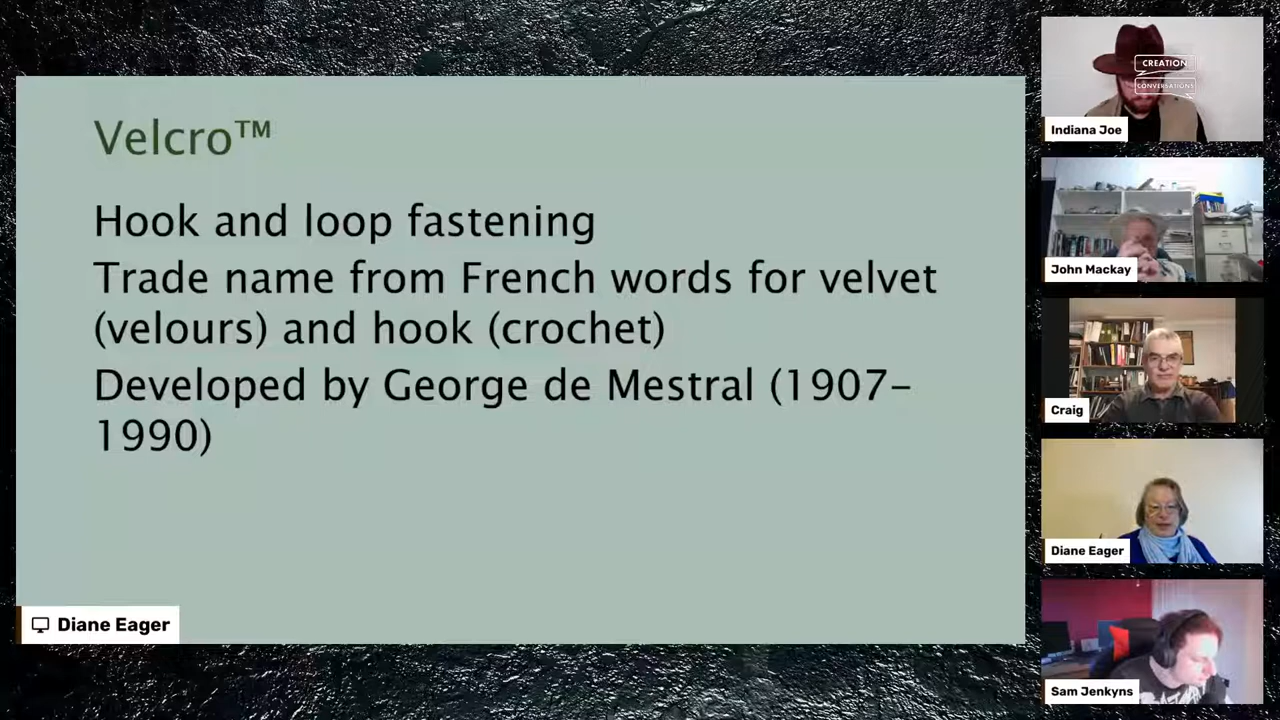 Velcro™
Hook and loop fastening
Trade name from French words for velvet
(velours) and hook (crochet)
Developed by George de Mestral (1907-
1990)
Diane Eager
CREATION
CONVERSATIONS
Indiana Joe
John Mackay
Craig
Diane Eager
Sam Jenkyns